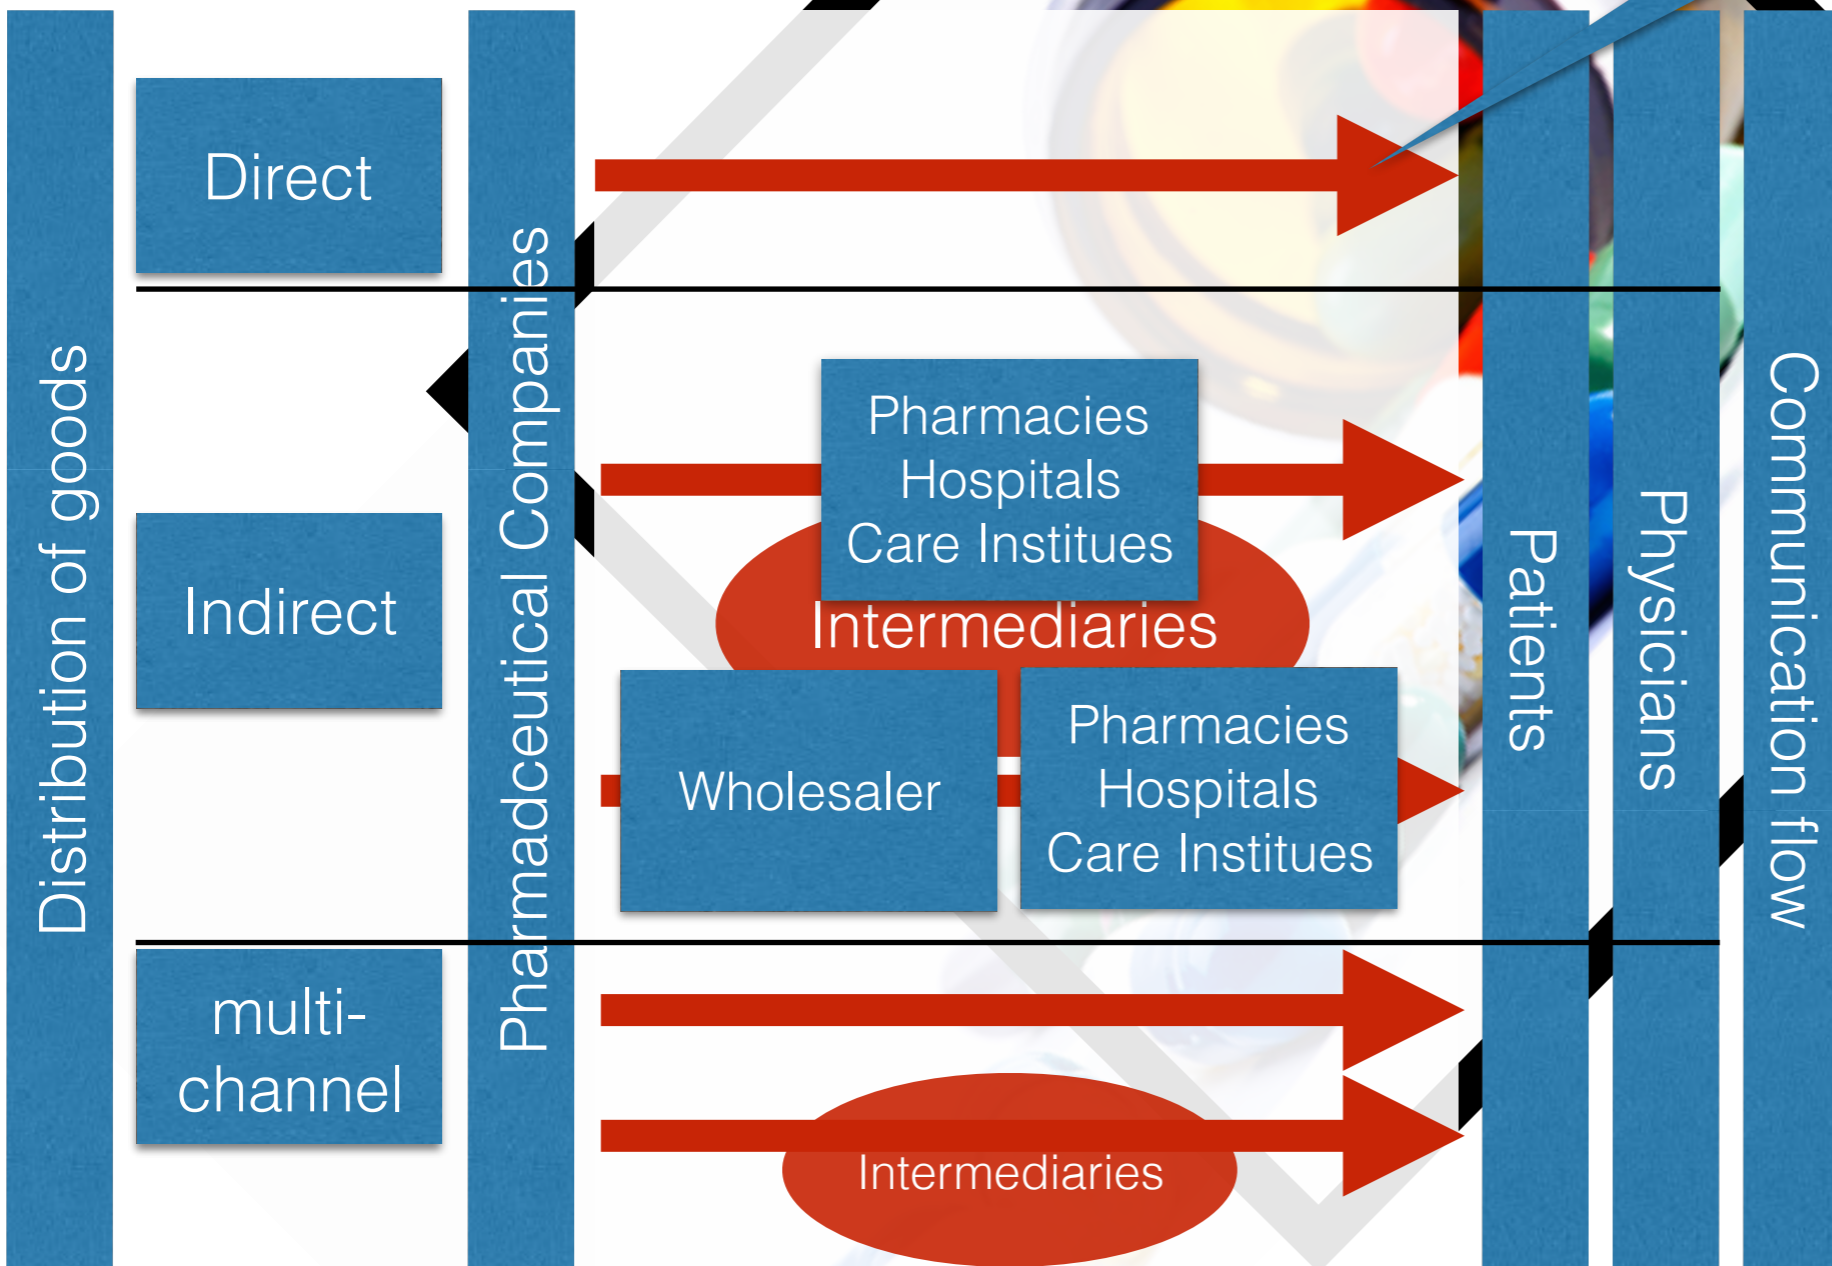 Distribution of goods
Direct
Indirect
multi-
channel
Pharmadceutical Companies
Pharmacies
Hospitals
Care Institues
Intermediaries
Wholesaler
Pharmacies
Hospitals
Care Institues
Intermediaries
Patients
Physicians
Communication flow